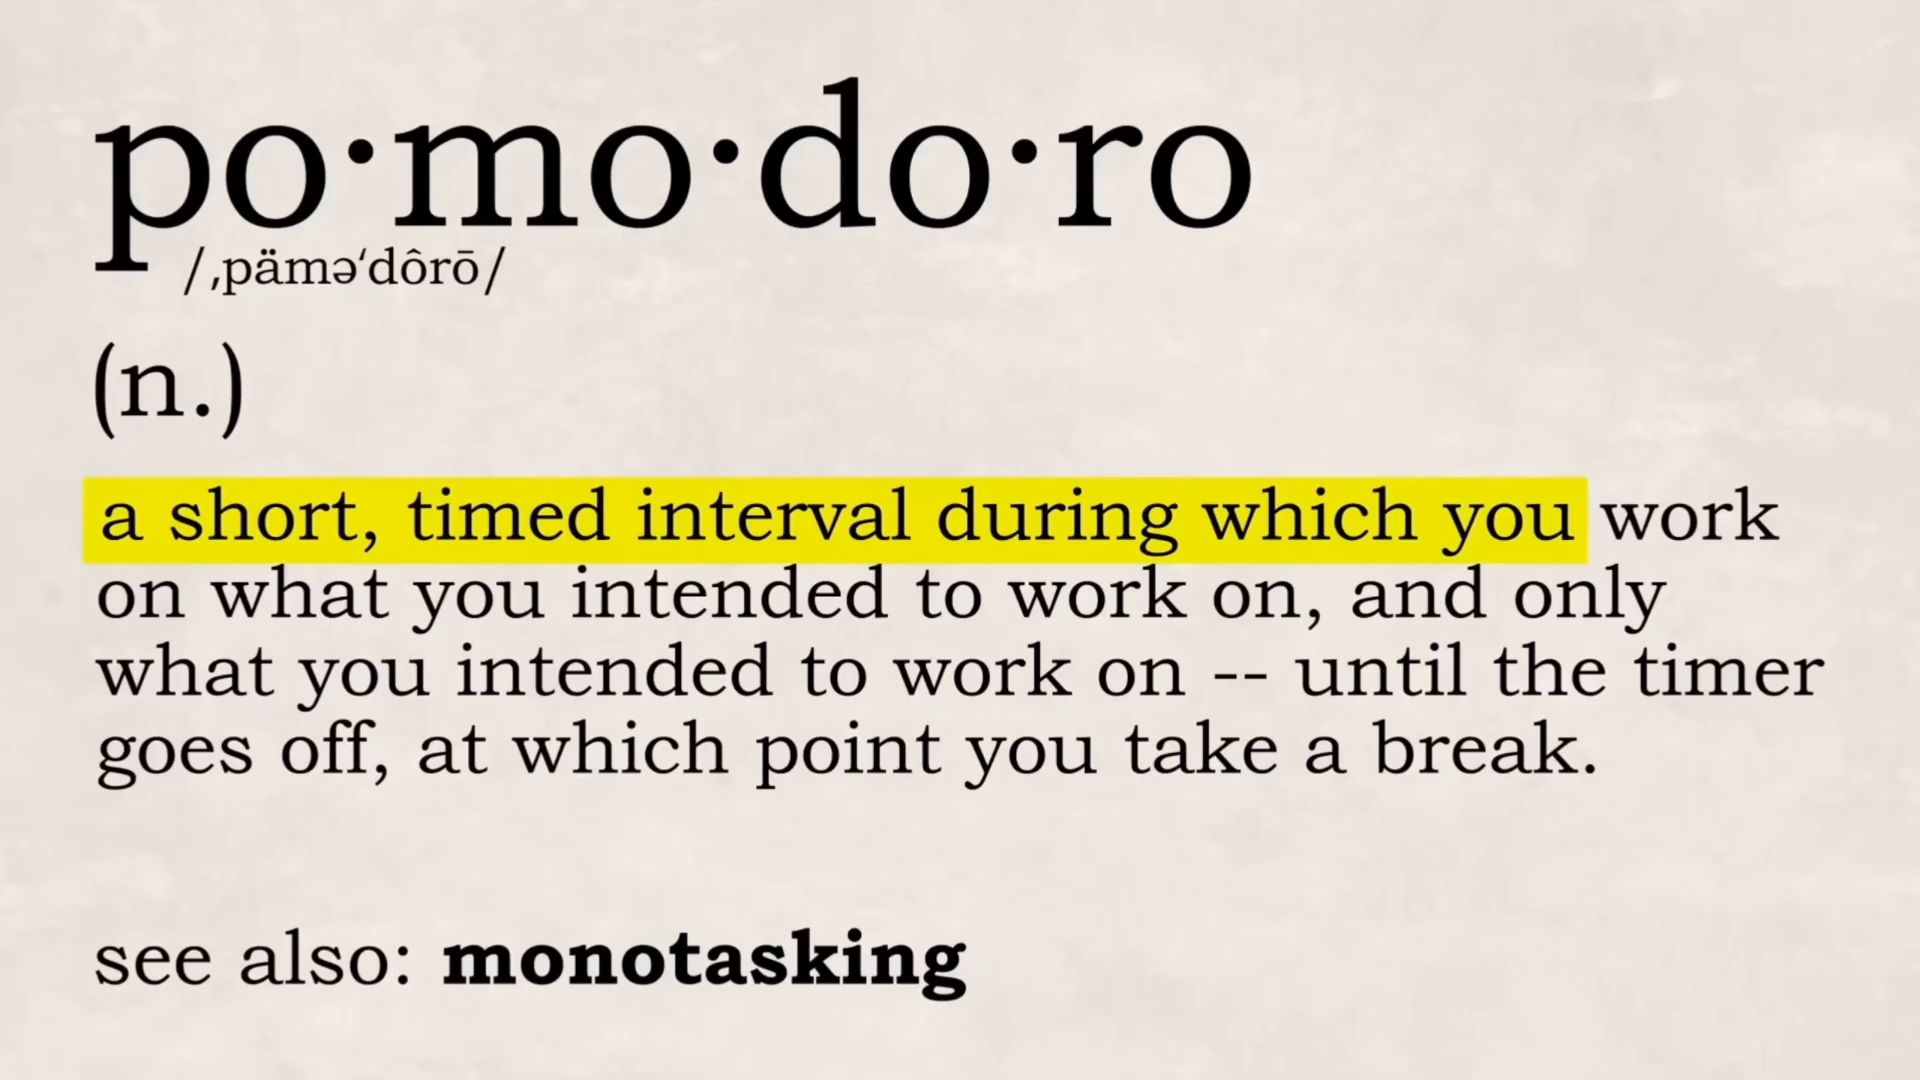 po·mo·do·ro
/ˌpäməˈdôrō/
(n.)
a short, timed interval during which you work
on what you intended to work on, and only
what you intended to work on -- until the timer
goes off, at which point you take a break.
see also: monotasking